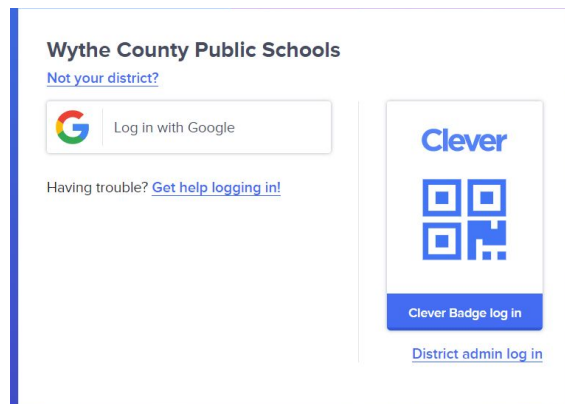 Wythe County Public Schools
Not your district?
Log in with Google
Having trouble? Get help logging in!
Clever
Clever Badge log in
District admin log in